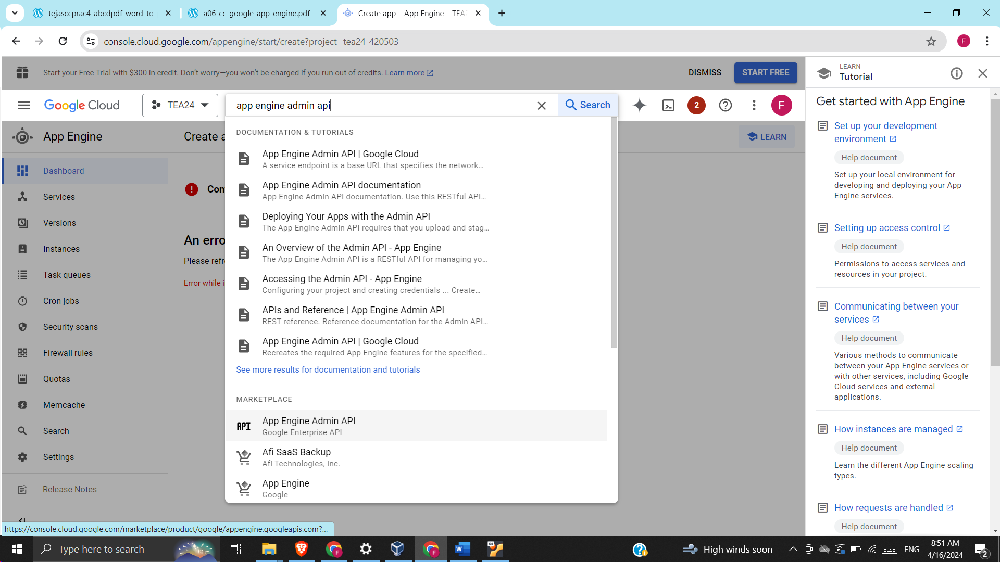 tejasccprac4_abcdpdf_word_to_
a06-cc-google-app-engine.pdf
Create app – App Engine – TEA
console.cloud.google.com/appengine/start/create?project=tea24-420503
F
Start your Free Trial with $300 in credit. Don't worry—you won't be charged if you run out of credits. Learn more
DISMISS
START FREE
LEARN
Tutorial
Google Cloud
TEA24
app engine admin api
Search
2
F
App Engine
Create a
LEARN
Dashboard
Services
Versions
Instances
Task queues
Cron jobs
Security scans
Firewall rules
Quotas
Memcache
Search
Settings
Release Notes
Con
An erro
Please refr
Error while i
DOCUMENTATION & TUTORIALS
App Engine Admin API | Google Cloud
A service endpoint is a base URL that specifies the network...
App Engine Admin API documentation
App Engine Admin API documentation. Use this RESTful API...
Deploying Your Apps with the Admin API
The App Engine Admin API requires that you upload and stag...
An Overview of the Admin API - App Engine
The App Engine Admin API is a RESTful API for managing yo...
Accessing the Admin API - App Engine
Configuring your project and creating credentials ... Create...
APIs and Reference | App Engine Admin API
REST reference. Reference documentation for the Admin API...
App Engine Admin API | Google Cloud
Recreates the required App Engine features for the specified...
See more results for documentation and tutorials
MARKETPLACE
API
App Engine Admin API
Google Enterprise API
Afi SaaS Backup
Afi Technologies, Inc.
App Engine
Google
Get started with App Engine
Set up your development
environment
Help document
Set up your local environment for
developing and deploying your App
Engine services.
Setting up access control
Help document
Permissions to access services and
resources in your project.
Communicating between your
services
Help document
Various methods to communicate
between your App Engine services or
with other services, including Google
Cloud services and external
applications.
How instances are managed
Help document
Learn the different App Engine scaling
types.
How requests are handled
Help document
https://console.cloud.google.com/marketplace/product/google/appengine.googleapis.com?...
Type here to search
F
F
W
64
High winds soon
ENG
8:51 AM
4/16/2024
2